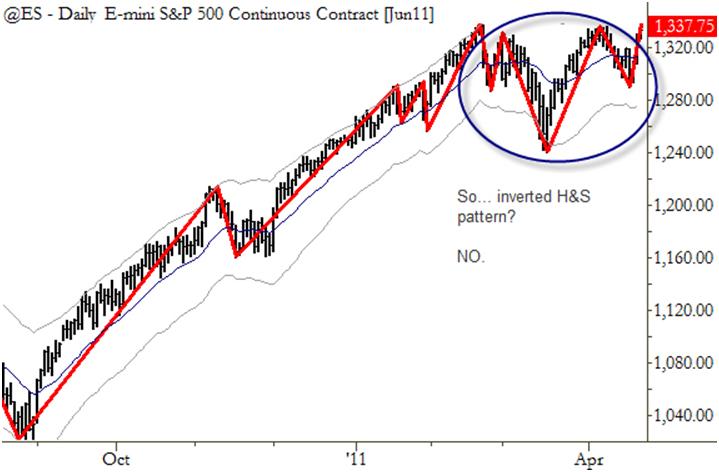 @ES - Daily E-mini S&P 500 Continuous Contract [Jun11]
1,337.75
1,320.00
1,280.00
1,240.00
So... inverted H&S
pattern?
NO.
1,200.00
1,160.00
1,120.00
1,080.00
1,040.00
Oct
'11
Apr